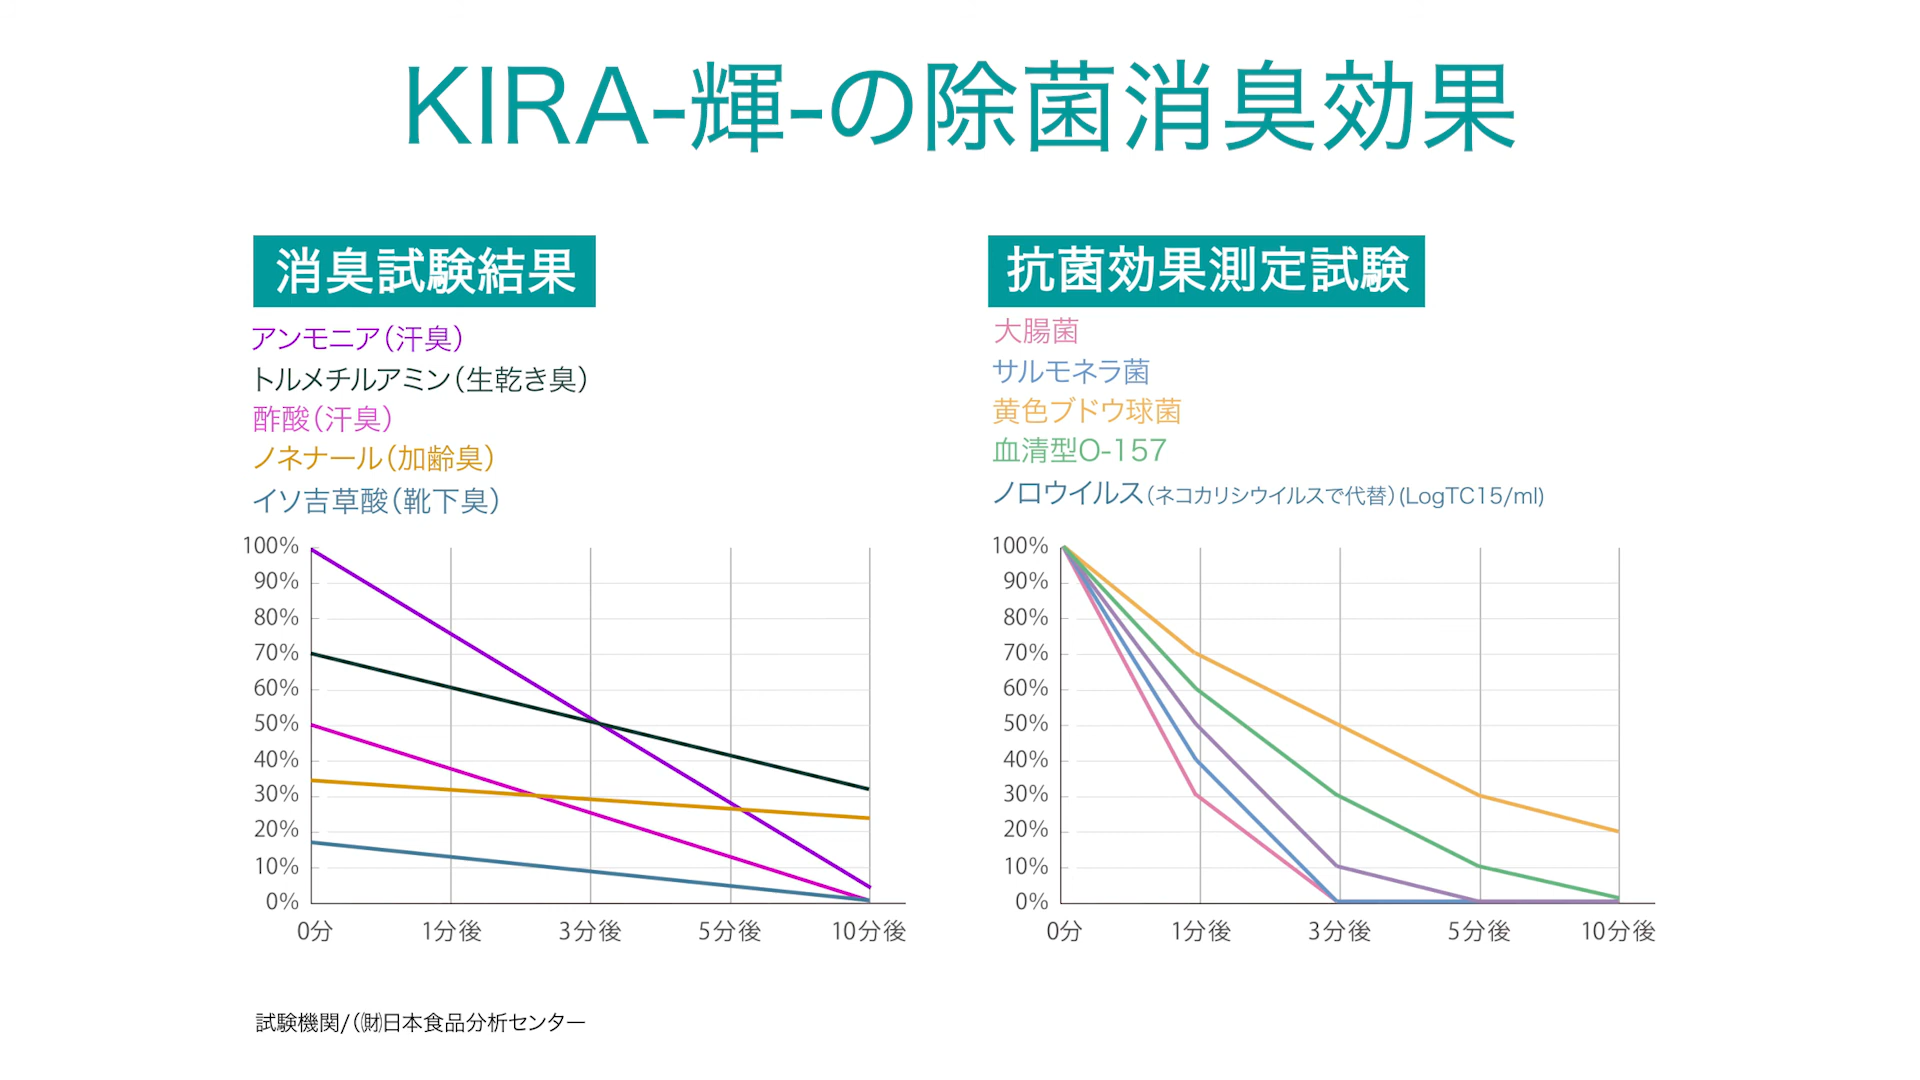 KIRA-輝-の除菌消臭効果
消臭試験結果
アンモニア（汗臭）
トルメチルアミン（生乾き臭）
酢酸（汗臭）
ノネナール（加齢臭）
イソ吉草酸（靴下臭）
100%
90%
80%
70%
60%
50%
40%
30%
20%
10%
0%
0分 1分後 3分後 5分後 10分後
抗菌効果測定試験
大腸菌
サルモネラ菌
黄色ブドウ球菌
血清型O-157
ノロウイルス（ネコカリシウイルスで代替）(LogTC15/ml)
100%
90%
80%
70%
60%
50%
40%
30%
20%
10%
0%
0分 1分後 3分後 5分後 10分後
試験機関/（㈶日本食品分析センター